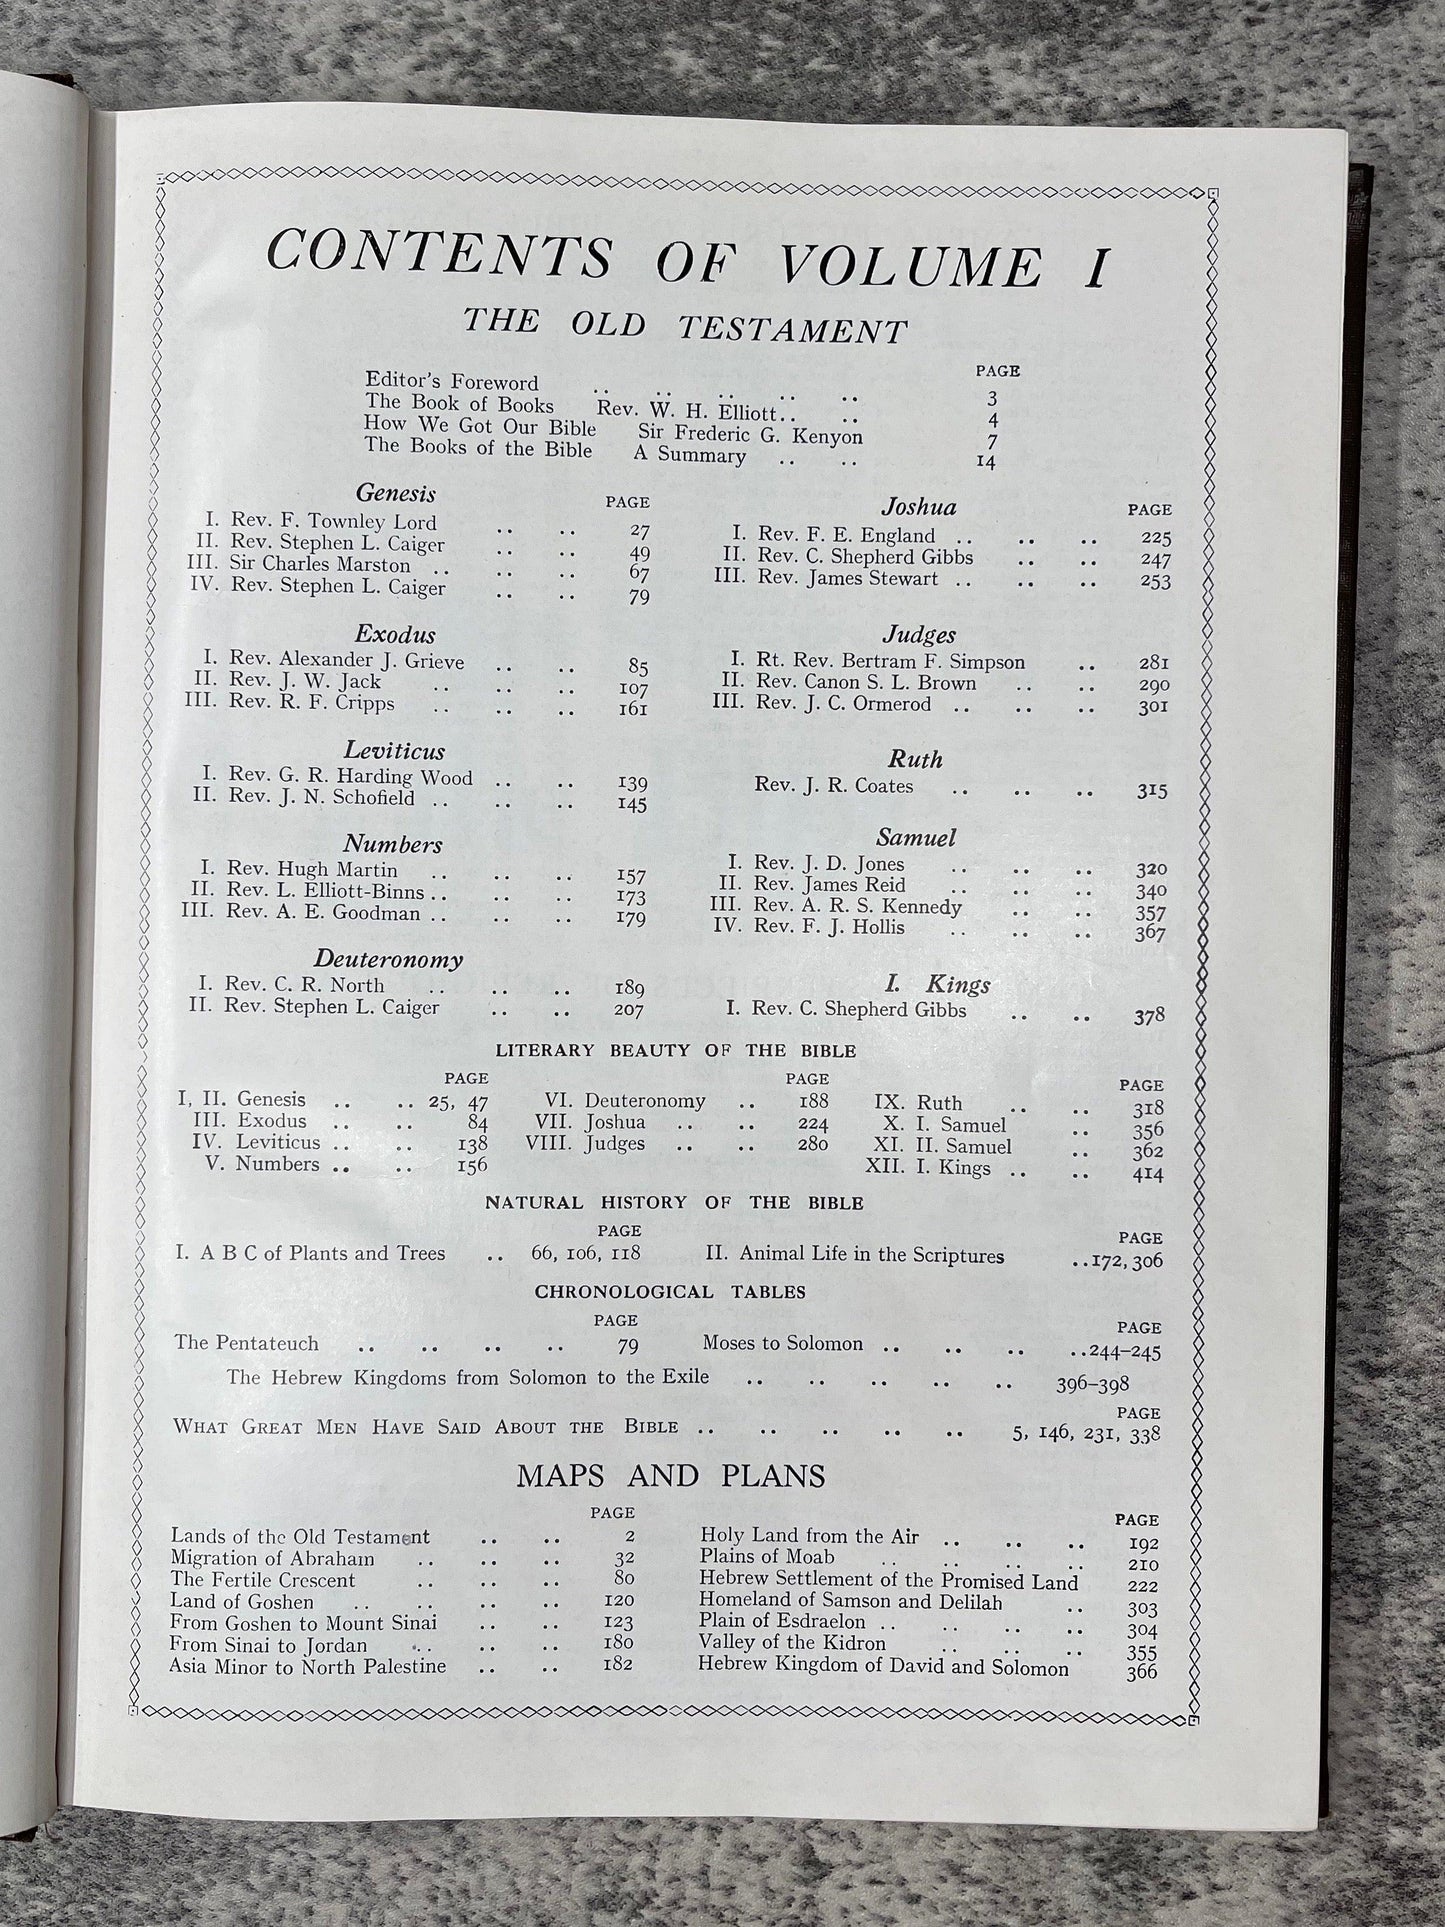 CONTENTS OF VOLUME I
THE OLD TESTAMENT
PAGE
Editor's Foreword .. .. .. .. .. 3
The Book of Books Rev. W. H. Elliott.. .. 4
How We Got Our Bible Sir Frederic G. Kenyon 7
The Books of the Bible A Summary .. .. 14
Genesis PAGE
I. Rev. F. Townley Lord .. .. 27
II. Rev. Stephen L. Caiger .. .. 49
III. Sir Charles Marston .. .. .. 67
IV. Rev. Stephen L. Caiger .. .. 79
Exodus
I. Rev. Alexander J. Grieve .. .. 85
II. Rev. J. W. Jack .. .. .. 107
III. Rev. R. F. Cripps .. .. .. 161
Leviticus
I. Rev. G. R. Harding Wood .. .. 139
II. Rev. J. N. Schofield .. .. .. 145
Numbers
I. Rev. Hugh Martin .. .. .. 157
II. Rev. L. Elliott-Binns .. .. .. 173
III. Rev. A. E. Goodman .. .. .. 179
Deuteronomy
I. Rev. C. R. North .. .. .. 189
II. Rev. Stephen L. Caiger .. .. 207
Joshua PAGE
I. Rev. F. E. England .. .. .. 225
II. Rev. C. Shepherd Gibbs .. .. 247
III. Rev. James Stewart .. .. .. 253
Judges
I. Rt. Rev. Bertram F. Simpson .. 281
II. Rev. Canon S. L. Brown .. .. 290
III. Rev. J. C. Ormerod .. .. .. 301
Ruth
Rev. J. R. Coates .. .. .. 315
Samuel
I. Rev. J. D. Jones .. .. .. 320
II. Rev. James Reid .. .. .. 340
III. Rev. A. R. S. Kennedy .. .. 357
IV. Rev. F. J. Hollis .. .. .. 367
I. Kings
I. Rev. C. Shepherd Gibbs .. .. 378
LITERARY BEAUTY OF THE BIBLE
PAGE
I, II. Genesis .. .. 25, 47
III. Exodus .. .. 84
IV. Leviticus .. .. 138
V. Numbers .. .. 156
PAGE
VI. Deuteronomy .. 188
VII. Joshua .. .. 224
VIII. Judges .. .. 280
PAGE
IX. Ruth .. .. 318
X. I. Samuel .. 356
XI. II. Samuel .. 362
XII. I. Kings .. .. 414
NATURAL HISTORY OF THE BIBLE
PAGE PAGE
I. A B C of Plants and Trees .. 66, 106, 118 II. Animal Life in the Scriptures ..172, 306
CHRONOLOGICAL TABLES
PAGE PAGE
The Pentateuch .. .. .. .. 79 Moses to Solomon .. .. .. ..244–245
The Hebrew Kingdoms from Solomon to the Exile .. .. .. .. .. 396–398
PAGE
WHAT GREAT MEN HAVE SAID ABOUT THE BIBLE .. .. .. .. .. 5, 146, 231, 338
MAPS AND PLANS
PAGE
Lands of the Old Testament .. .. 2
Migration of Abraham .. .. .. 32
The Fertile Crescent .. .. .. 80
Land of Goshen .. .. .. .. 120
From Goshen to Mount Sinai .. .. 123
From Sinai to Jordan .. .. .. 180
Asia Minor to North Palestine .. .. 182
PAGE
Holy Land from the Air .. .. .. 192
Plains of Moab .. .. .. .. 210
Hebrew Settlement of the Promised Land 222
Homeland of Samson and Delilah .. 303
Plain of Esdraelon .. .. .. .. 304
Valley of the Kidron .. .. .. 355
Hebrew Kingdom of David and Solomon 366